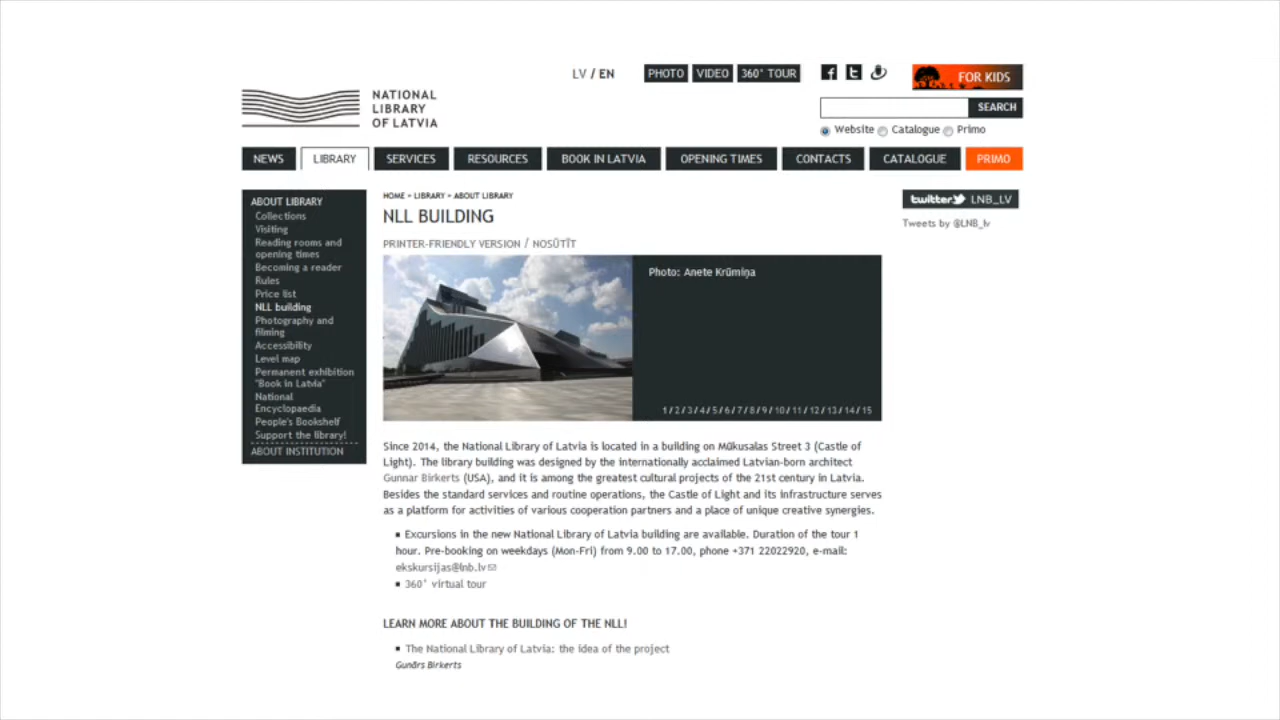 LV / EN
PHOTO VIDEO 360° TOUR
FOR KIDS
NATIONAL
LIBRARY
OF LATVIA
SEARCH
Website Catalogue Primo
NEWS LIBRARY SERVICES RESOURCES BOOK IN LATVIA OPENING TIMES CONTACTS CATALOGUE PRIMO
ABOUT LIBRARY
Collections
Visiting
Reading rooms and
opening times
Becoming a reader
Rules
Price list
NLL building
Photography and
filming
Accessibility
Level map
Permanent exhibition
"Book in Latvia"
National
Encyclopaedia
People's Bookshelf
Support the library!
ABOUT INSTITUTION
HOME » LIBRARY » ABOUT LIBRARY
NLL BUILDING
PRINTER-FRIENDLY VERSION / NOSŪTĪT
Photo: Anete Krūmiņa
1 / 2 / 3 / 4 / 5 / 6 / 7 / 8 / 9 / 10 / 11 / 12 / 13 / 14 / 15
Since 2014, the National Library of Latvia is located in a building on Mūkusalas Street 3 (Castle of
Light). The library building was designed by the internationally acclaimed Latvian-born architect
Gunnar Birkerts (USA), and it is among the greatest cultural projects of the 21st century in Latvia.
Besides the standard services and routine operations, the Castle of Light and its infrastructure serves
as a platform for activities of various cooperation partners and a place of unique creative synergies.
▪ Excursions in the new National Library of Latvia building are available. Duration of the tour 1
hour. Pre-booking on weekdays (Mon-Fri) from 9.00 to 17.00, phone +371 22022920, e-mail:
ekskursijas@lnb.lv
▪ 360° virtual tour
LEARN MORE ABOUT THE BUILDING OF THE NLL!
▪ The National Library of Latvia: the idea of the project
Gunārs Birkerts
twitter LNB_LV
Tweets by @LNB_lv